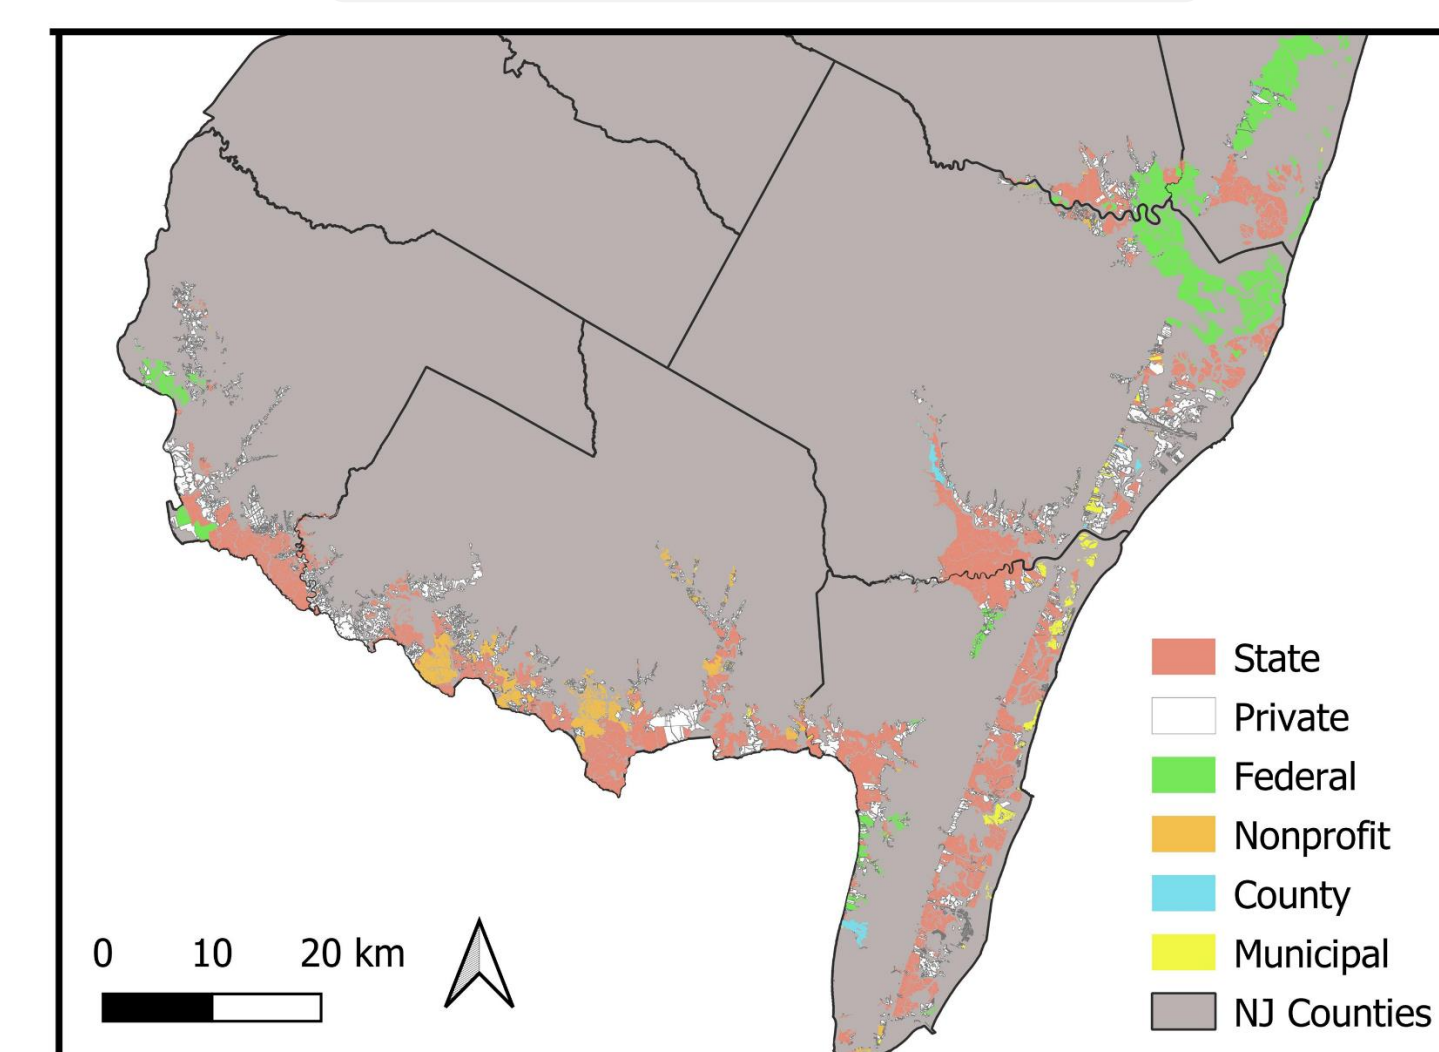 State
Private
Federal
Nonprofit
County
Municipal
NJ Counties
0 10 20 km